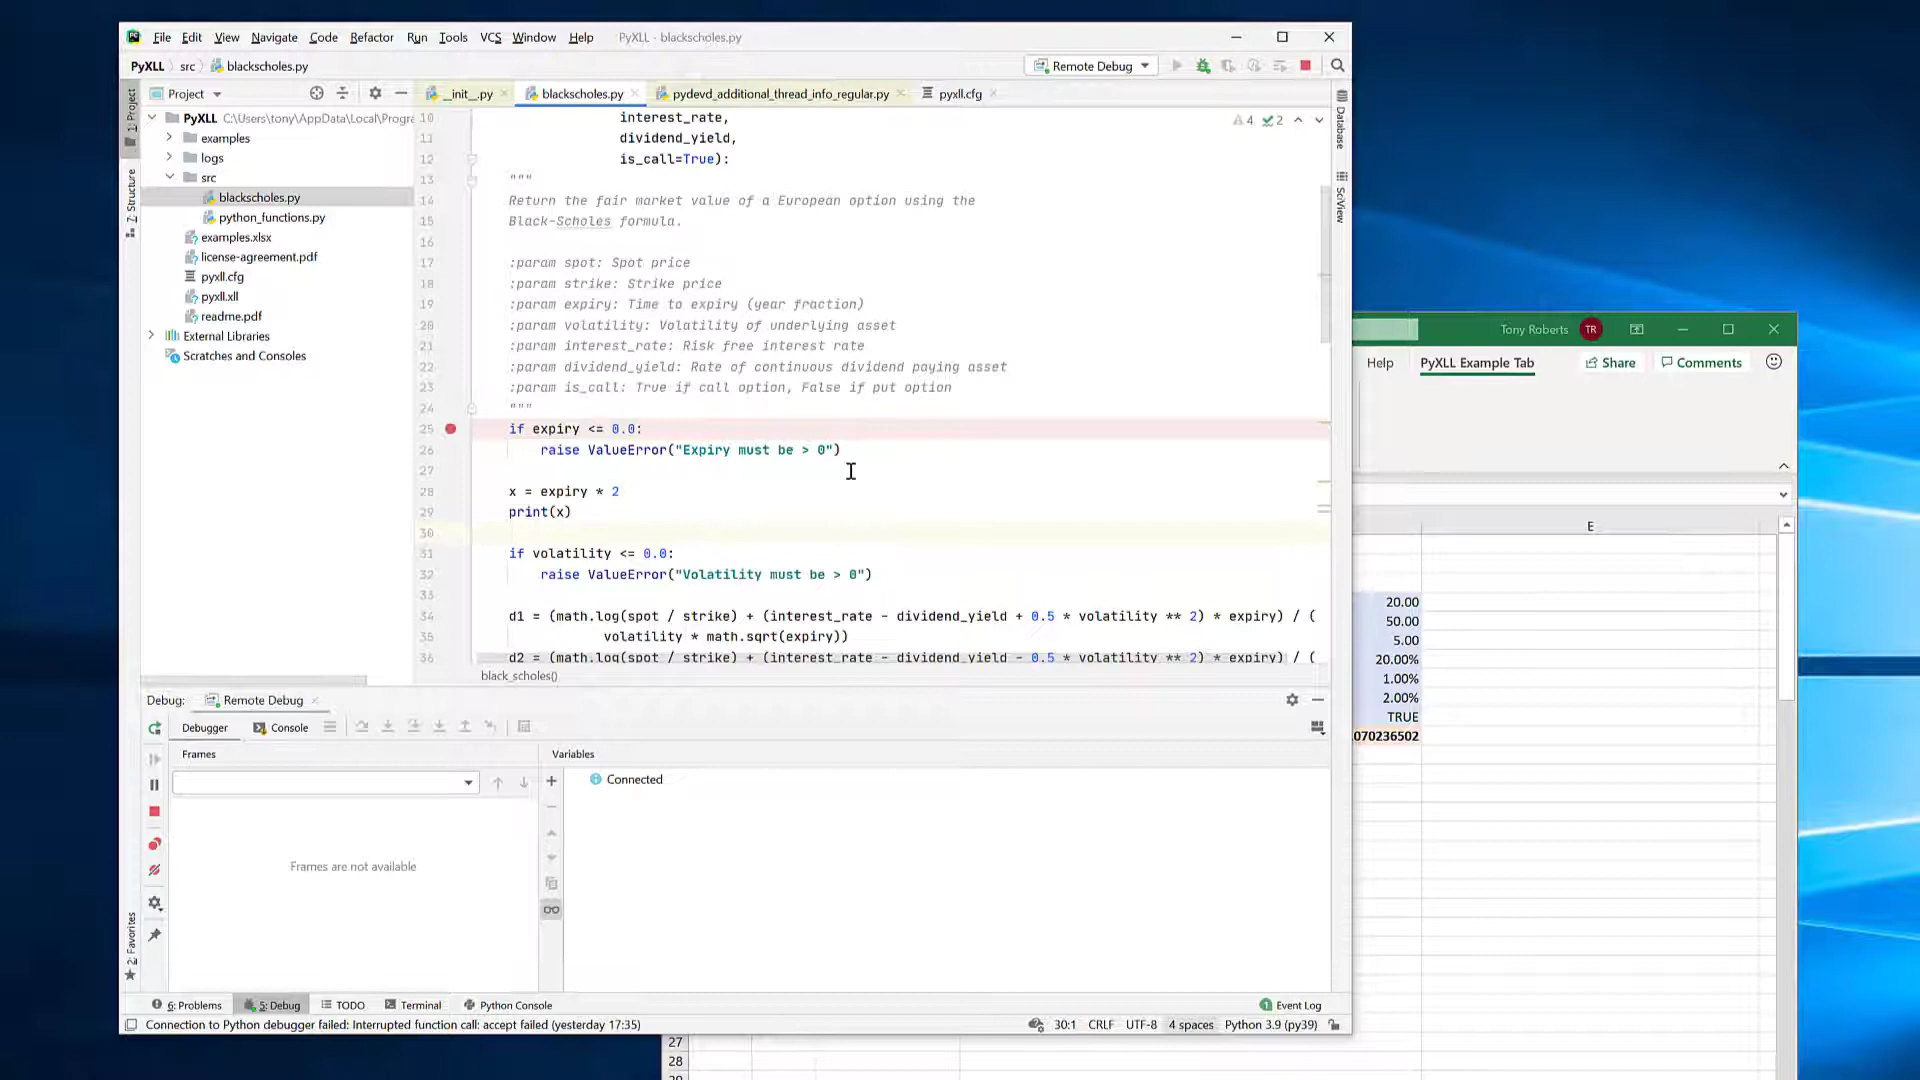 File Edit View Navigate Code Refactor Run Tools VCS Window Help PyXLL - blackscholes.py
PyXLL src blackscholes.py Remote Debug
Project __init__.py blackscholes.py pydevd_additional_thread_info_regular.py pyxll.cfg
1: Project
7: Structure
2: Favorites
Database
SciView
PyXLL C:\Users\tony\AppData\Local\Progra
examples
logs
src
blackscholes.py
python_functions.py
examples.xlsx
license-agreement.pdf
pyxll.cfg
pyxll.xll
readme.pdf
External Libraries
Scratches and Consoles
4 2
10 interest_rate,
11 dividend_yield,
12 is_call=True):
13 """
14 Return the fair market value of a European option using the
15 Black-Scholes formula.
16
17 :param spot: Spot price
18 :param strike: Strike price
19 :param expiry: Time to expiry (year fraction)
20 :param volatility: Volatility of underlying asset
21 :param interest_rate: Risk free interest rate
22 :param dividend_yield: Rate of continuous dividend paying asset
23 :param is_call: True if call option, False if put option
24 """
25 if expiry <= 0.0:
26 raise ValueError("Expiry must be > 0")
27
28 x = expiry * 2
29 print(x)
30
31 if volatility <= 0.0:
32 raise ValueError("Volatility must be > 0")
33
34 d1 = (math.log(spot / strike) + (interest_rate - dividend_yield + 0.5 * volatility ** 2) * expiry) / (
35 volatility * math.sqrt(expiry))
36 d2 = (math.log(spot / strike) + (interest_rate - dividend_yield - 0.5 * volatility ** 2) * expiry) / (
black_scholes()
Debug: Remote Debug
Debugger Console
Frames Variables
Connected
Frames are not available
6: Problems 5: Debug TODO Terminal Python Console 1 Event Log
Connection to Python debugger failed: Interrupted function call: accept failed (yesterday 17:35) 30:1 CRLF UTF-8 4 spaces Python 3.9 (py39)
Tony Roberts TR
Help PyXLL Example Tab Share Comments
E
20.00
50.00
5.00
20.00%
1.00%
2.00%
TRUE
070236502
27
28